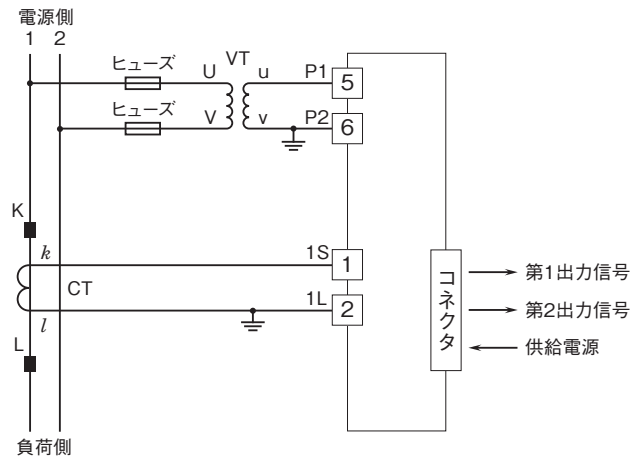 電源側
1 2
ヒューズ U VT u P1 5
ヒューズ V v P2 6
K
k 1S 1
CT
l 1L 2
L
コネクタ
第1出力信号
第2出力信号
供給電源
負荷側